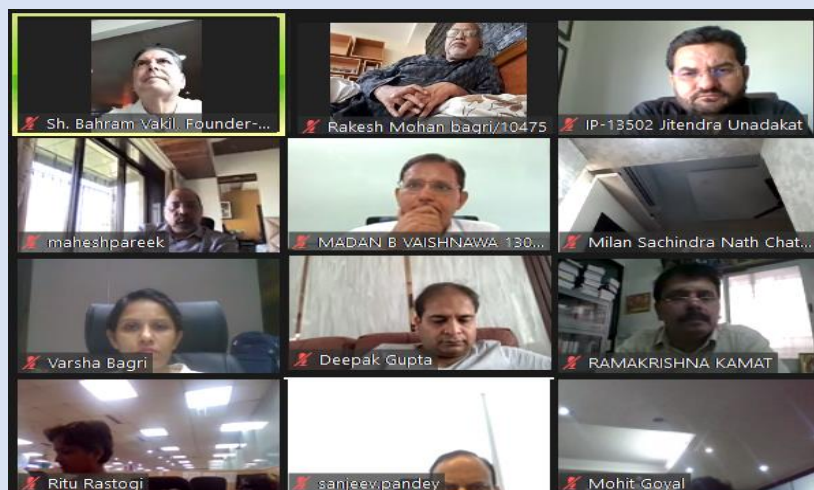 Sh. Bahram Vakil, Founder-...
Rakesh Mohan bagri/10475
IP-13502 Jitendra Unadakat
maheshpareek
MADAN B VAISHNAWA 130...
Milan Sachindra Nath Chat...
Varsha Bagri
Deepak Gupta
RAMAKRISHNA KAMAT
Ritu Rastogi
sanjeev.pandey
Mohit Goyal